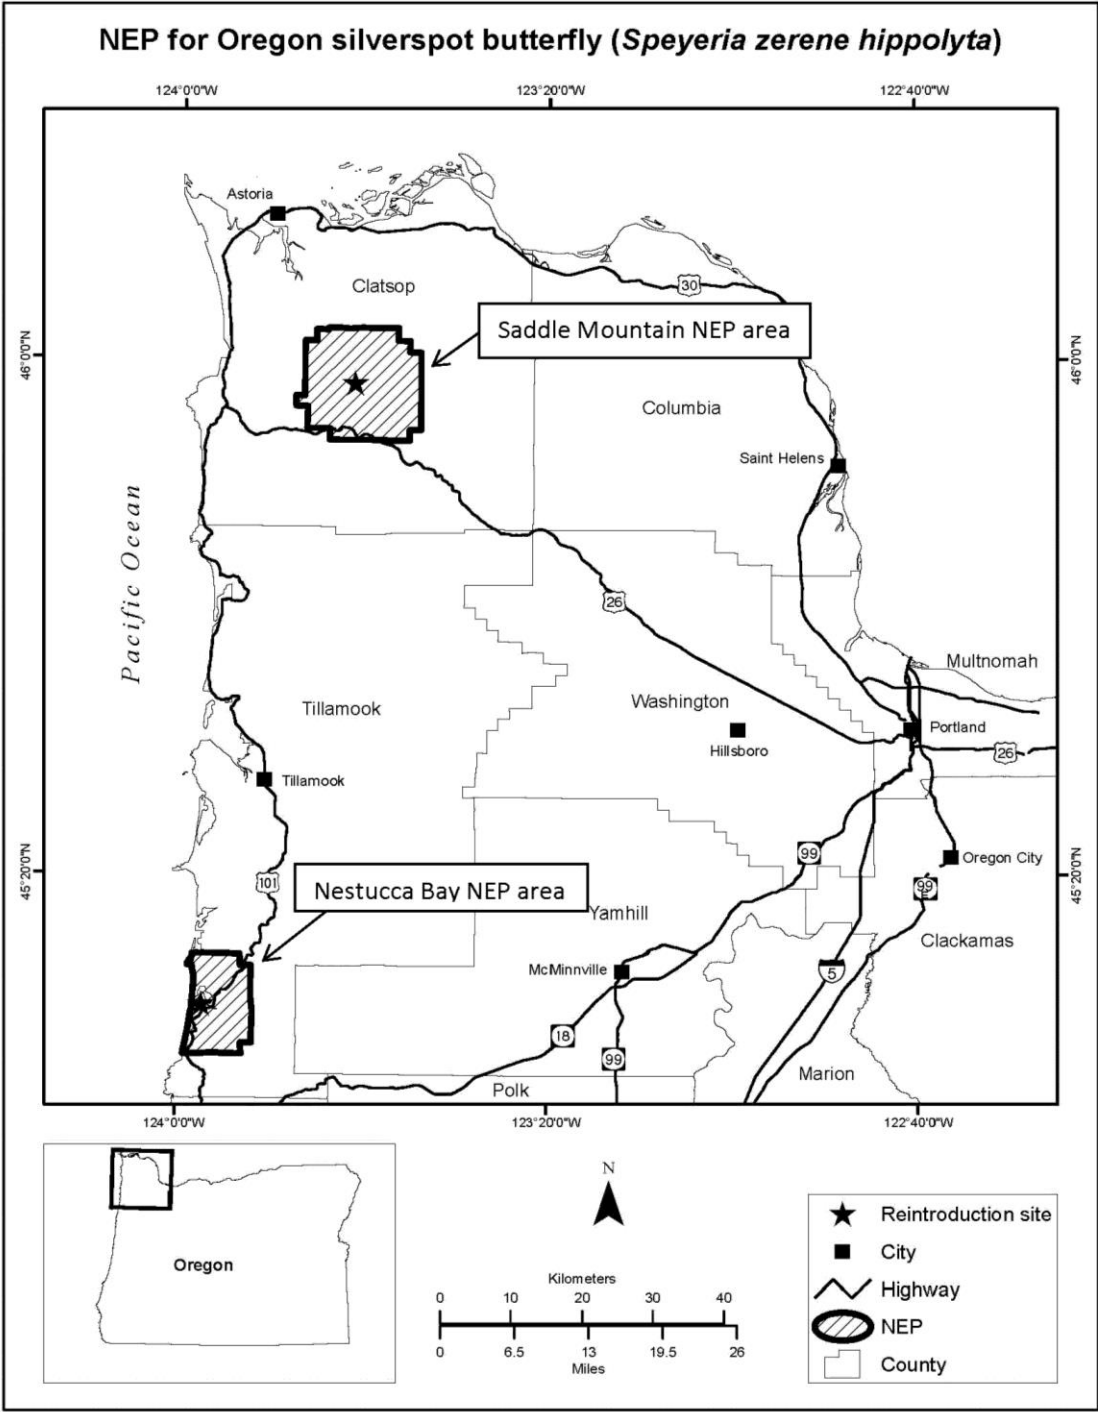 NEP for Oregon silverspot butterfly (Speyeria zerene hippolyta)
124°0'0"W
123°20'0"W
122°40'0"W
Astoria
Clatsop
30
Saddle Mountain NEP area
46°0'0"N
46°0'0"N
Columbia
Saint Helens
Pacific Ocean
26
Multnomah
Washington
Tillamook
Portland
Hillsboro
26
Tillamook
99
Oregon City
45°20'0"N
45°20'0"N
101
Nestucca Bay NEP area
99
E
Yamhill
Clackamas
McMinnville
5
18
99
Marion
Polk
124°0'0"W
123°20'0"W
122°40'0"W
Oregon
N
Kilometers
0 10 20 30 40
0 6.5 13 19.5 26
Miles
Reintroduction site
City
Highway
NEP
County